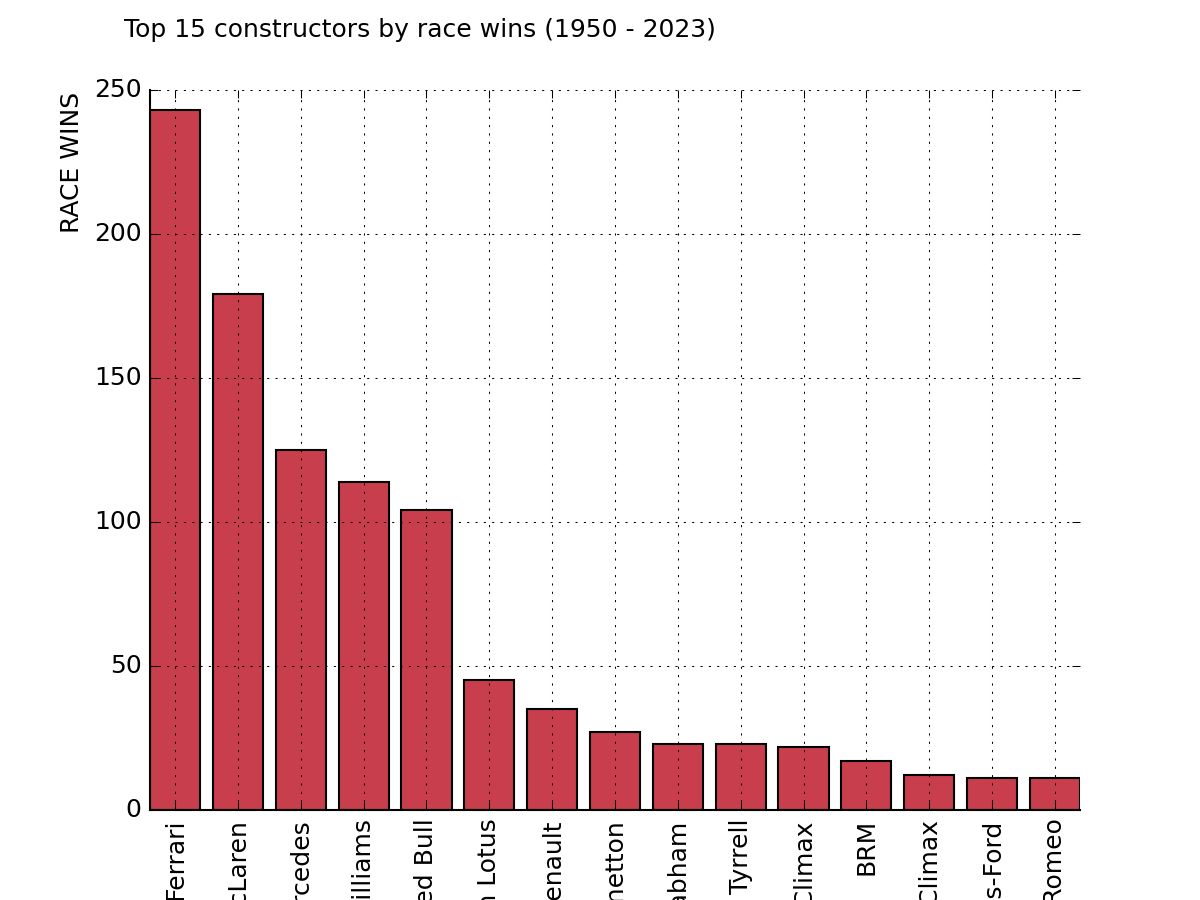 Top 15 constructors by race wins (1950 - 2023)
RACE WINS
250
200
150
100
50
0
Ferrari
cLaren
rcedes
illiams
ed Bull
n Lotus
enault
netton
abham
Tyrrell
Climax
BRM
Climax
s-Ford
Romeo